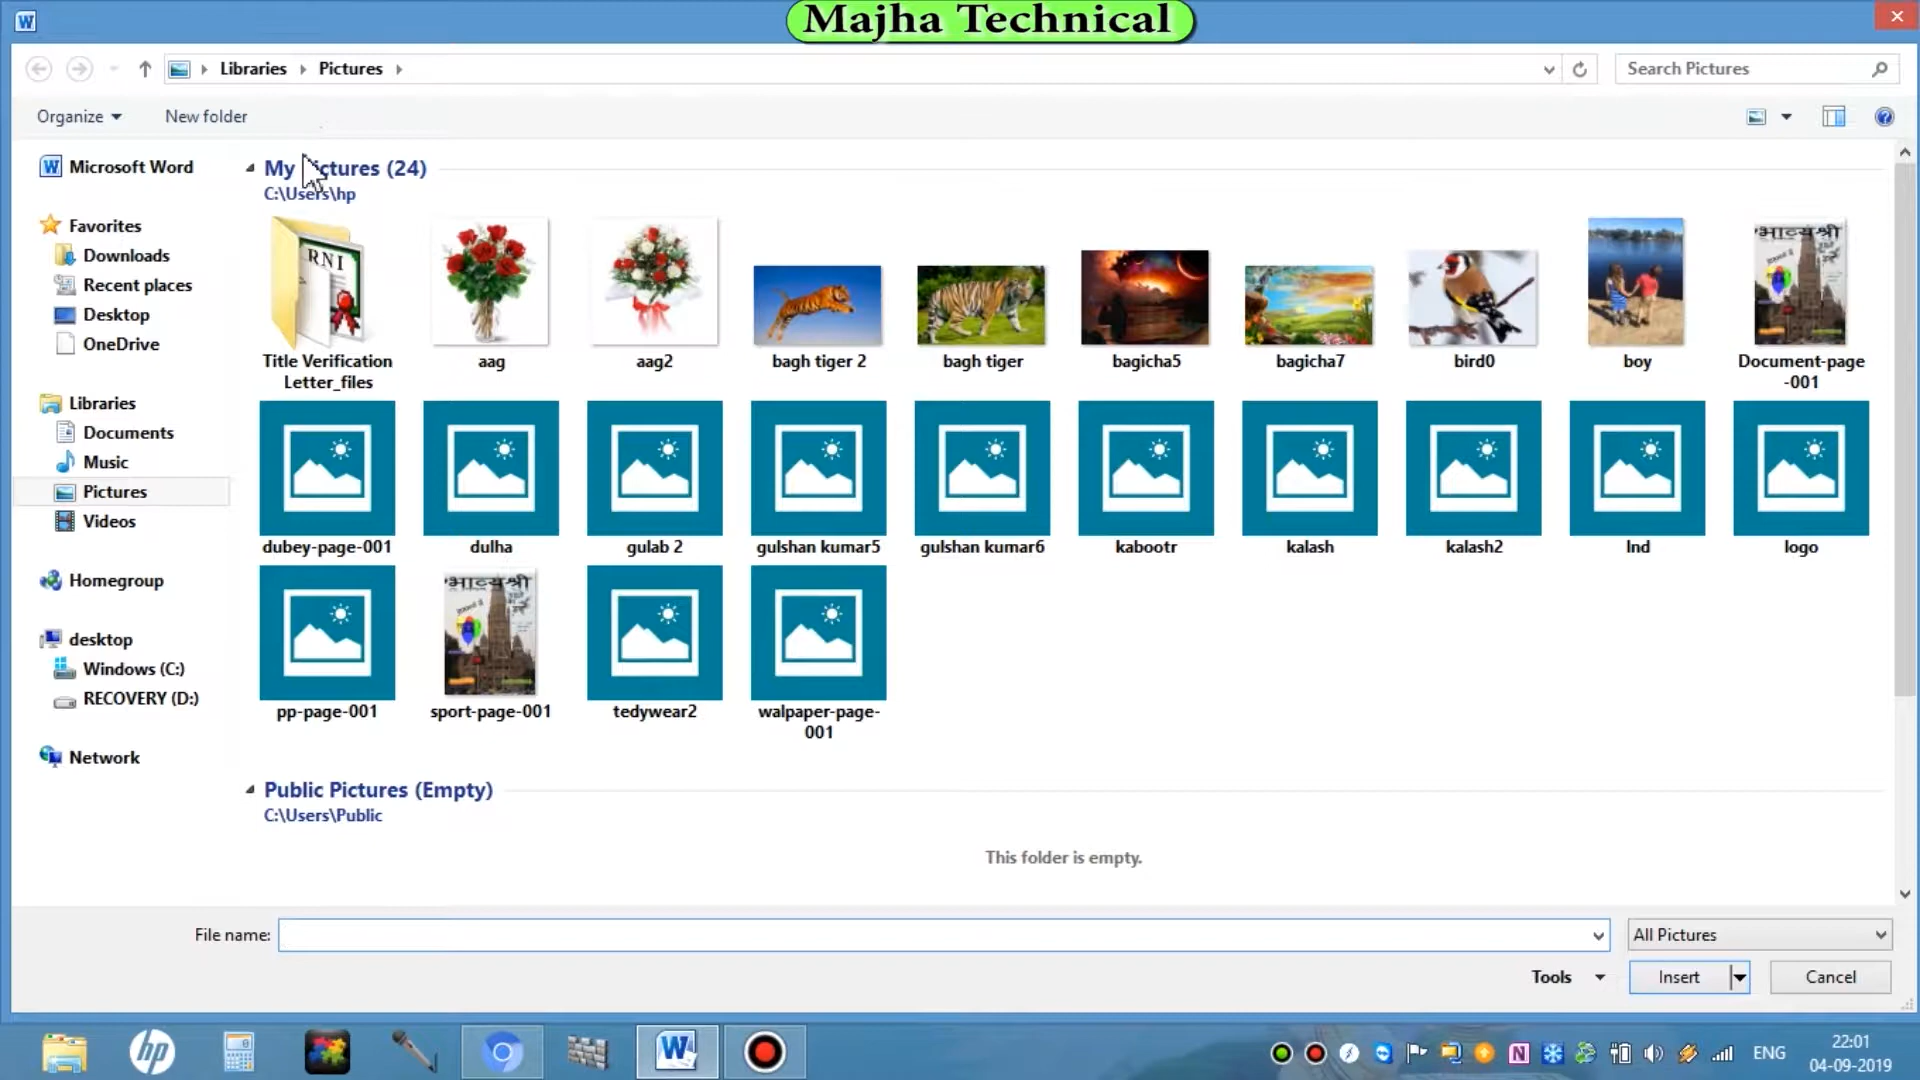 Majha Technical
Libraries
Pictures
Search Pictures
Organize
New folder
Microsoft Word
Favorites
Downloads
Recent places
Desktop
OneDrive
Libraries
Documents
Music
Pictures
Videos
Homegroup
desktop
Windows (C:)
RECOVERY (D:)
Network
My Pictures (24)
C:\Users\hp
RNI
Title Verification
Letter_files
aag
aag2
bagh tiger 2
bagh tiger
bagicha5
bagicha7
bird0
boy
Document-page
-001
dubey-page-001
dulha
gulab 2
gulshan kumar5
gulshan kumar6
kabootr
kalash
kalash2
lnd
logo
pp-page-001
sport-page-001
tedywear2
walpaper-page-
001
Public Pictures (Empty)
C:\Users\Public
This folder is empty.
File name:
All Pictures
Tools
Insert
Cancel
hp
ENG
22:01
04-09-2019